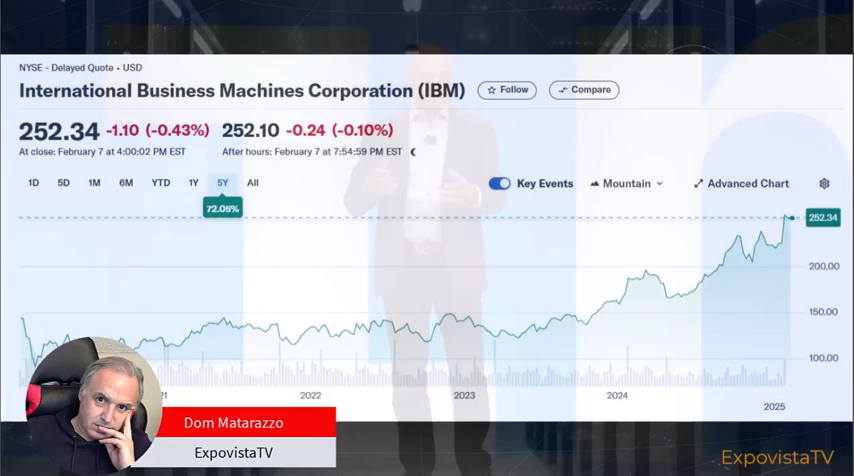 NYSE - Delayed Quote • USD
International Business Machines Corporation (IBM)
Follow
Compare
252.34 -1.10 (-0.43%) 252.10 -0.24 (-0.10%)
At close: February 7 at 4:00:02 PM EST After hours: February 7 at 7:54:59 PM EST
1D 5D 1M 6M YTD 1Y 5Y All
Key Events
Mountain
Advanced Chart
72.05%
252.34
200.00
150.00
100.00
2022 2023 2024 2025
Dom Matarazzo
ExpovistaTV
ExpovistaTV